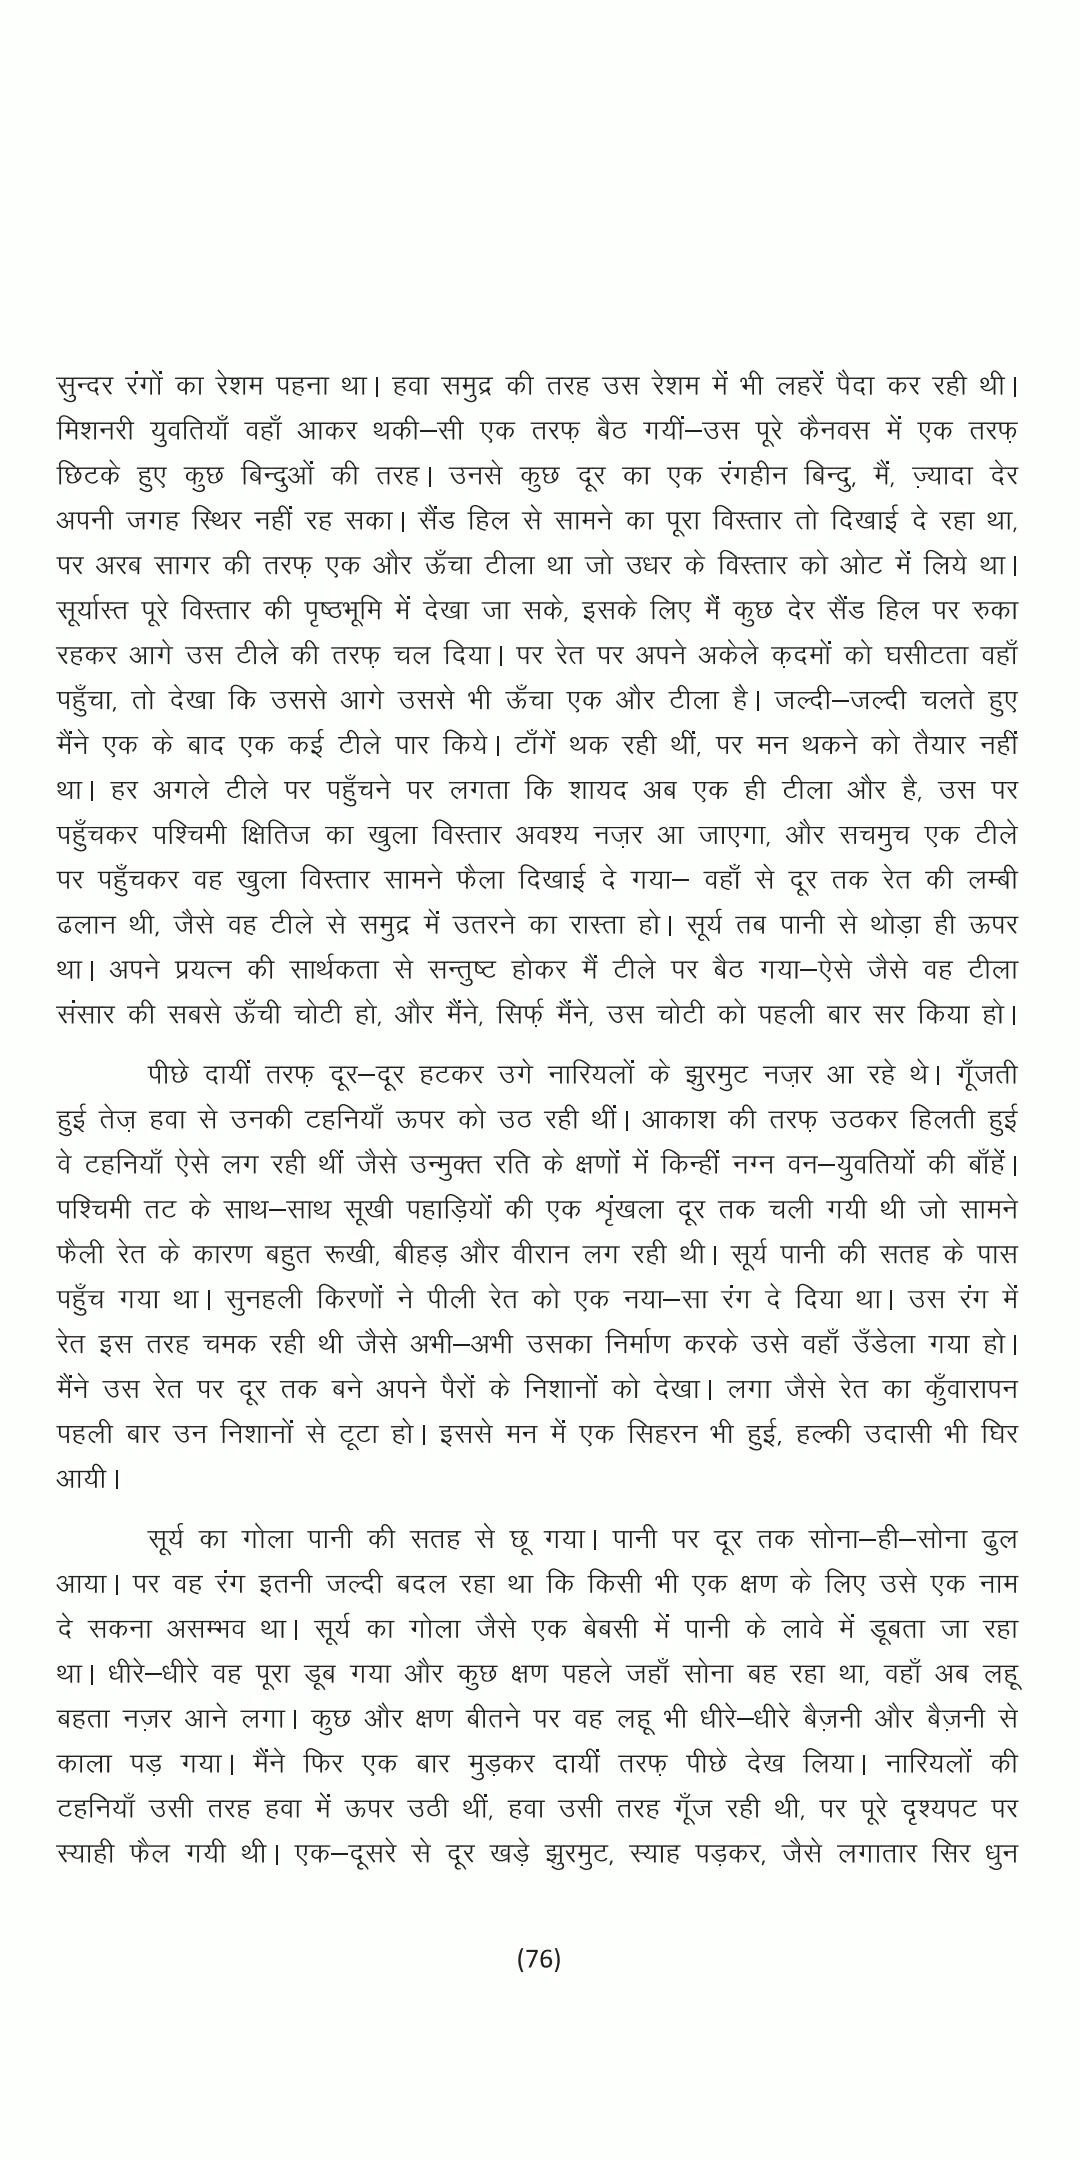 सुन्दर रंगों का रेशम पहना था। हवा समुद्र की तरह उस रेशम में भी लहरें पैदा कर रही थी।
मिशनरी युवतियाँ वहाँ आकर थकी–सी एक तरफ़ बैठ गयीं–उस पूरे कैनवस में एक तरफ़
छिटके हुए कुछ बिन्दुओं की तरह। उनसे कुछ दूर का एक रंगहीन बिन्दु, मैं, ज़्यादा देर
अपनी जगह स्थिर नहीं रह सका। सैंड हिल से सामने का पूरा विस्तार तो दिखाई दे रहा था,
पर अरब सागर की तरफ़ एक और ऊँचा टीला था जो उधर के विस्तार को ओट में लिये था।
सूर्यास्त पूरे विस्तार की पृष्ठभूमि में देखा जा सके, इसके लिए मैं कुछ देर सैंड हिल पर रुका
रहकर आगे उस टीले की तरफ़ चल दिया। पर रेत पर अपने अकेले क़दमों को घसीटता वहाँ
पहुँचा, तो देखा कि उससे आगे उससे भी ऊँचा एक और टीला है। जल्दी–जल्दी चलते हुए
मैंने एक के बाद एक कई टीले पार किये। टाँगें थक रही थीं, पर मन थकने को तैयार नहीं
था। हर अगले टीले पर पहुँचने पर लगता कि शायद अब एक ही टीला और है, उस पर
पहुँचकर पश्चिमी क्षितिज का खुला विस्तार अवश्य नज़र आ जाएगा, और सचमुच एक टीले
पर पहुँचकर वह खुला विस्तार सामने फैला दिखाई दे गया– वहाँ से दूर तक रेत की लम्बी
ढलान थी, जैसे वह टीले से समुद्र में उतरने का रास्ता हो। सूर्य तब पानी से थोड़ा ही ऊपर
था। अपने प्रयत्न की सार्थकता से सन्तुष्ट होकर मैं टीले पर बैठ गया–ऐसे जैसे वह टीला
संसार की सबसे ऊँची चोटी हो, और मैंने, सिर्फ़ मैंने, उस चोटी को पहली बार सर किया हो।
पीछे दायीं तरफ़ दूर–दूर हटकर उगे नारियलों के झुरमुट नज़र आ रहे थे। गूँजती
हुई तेज़ हवा से उनकी टहनियाँ ऊपर को उठ रही थीं। आकाश की तरफ़ उठकर हिलती हुई
वे टहनियाँ ऐसे लग रही थीं जैसे उन्मुक्त रति के क्षणों में किन्हीं नग्न वन–युवतियों की बाँहें।
पश्चिमी तट के साथ–साथ सूखी पहाड़ियों की एक शृंखला दूर तक चली गयी थी जो सामने
फैली रेत के कारण बहुत रूखी, बीहड़ और वीरान लग रही थी। सूर्य पानी की सतह के पास
पहुँच गया था। सुनहली किरणों ने पीली रेत को एक नया–सा रंग दे दिया था। उस रंग में
रेत इस तरह चमक रही थी जैसे अभी–अभी उसका निर्माण करके उसे वहाँ उँडेला गया हो।
मैंने उस रेत पर दूर तक बने अपने पैरों के निशानों को देखा। लगा जैसे रेत का कुँवारापन
पहली बार उन निशानों से टूटा हो। इससे मन में एक सिहरन भी हुई, हल्की उदासी भी घिर
आयी।
सूर्य का गोला पानी की सतह से छू गया। पानी पर दूर तक सोना–ही–सोना ढुल
आया। पर वह रंग इतनी जल्दी बदल रहा था कि किसी भी एक क्षण के लिए उसे एक नाम
दे सकना असम्भव था। सूर्य का गोला जैसे एक बेबसी में पानी के लावे में डूबता जा रहा
था। धीरे–धीरे वह पूरा डूब गया और कुछ क्षण पहले जहाँ सोना बह रहा था, वहाँ अब लहू
बहता नज़र आने लगा। कुछ और क्षण बीतने पर वह लहू भी धीरे–धीरे बैज़नी और बैज़नी से
काला पड़ गया। मैंने फिर एक बार मुड़कर दायीं तरफ़ पीछे देख लिया। नारियलों की
टहनियाँ उसी तरह हवा में ऊपर उठी थीं, हवा उसी तरह गूँज रही थी, पर पूरे दृश्यपट पर
स्याही फैल गयी थी। एक–दूसरे से दूर खड़े झुरमुट, स्याह पड़कर, जैसे लगातार सिर धुन
(76)